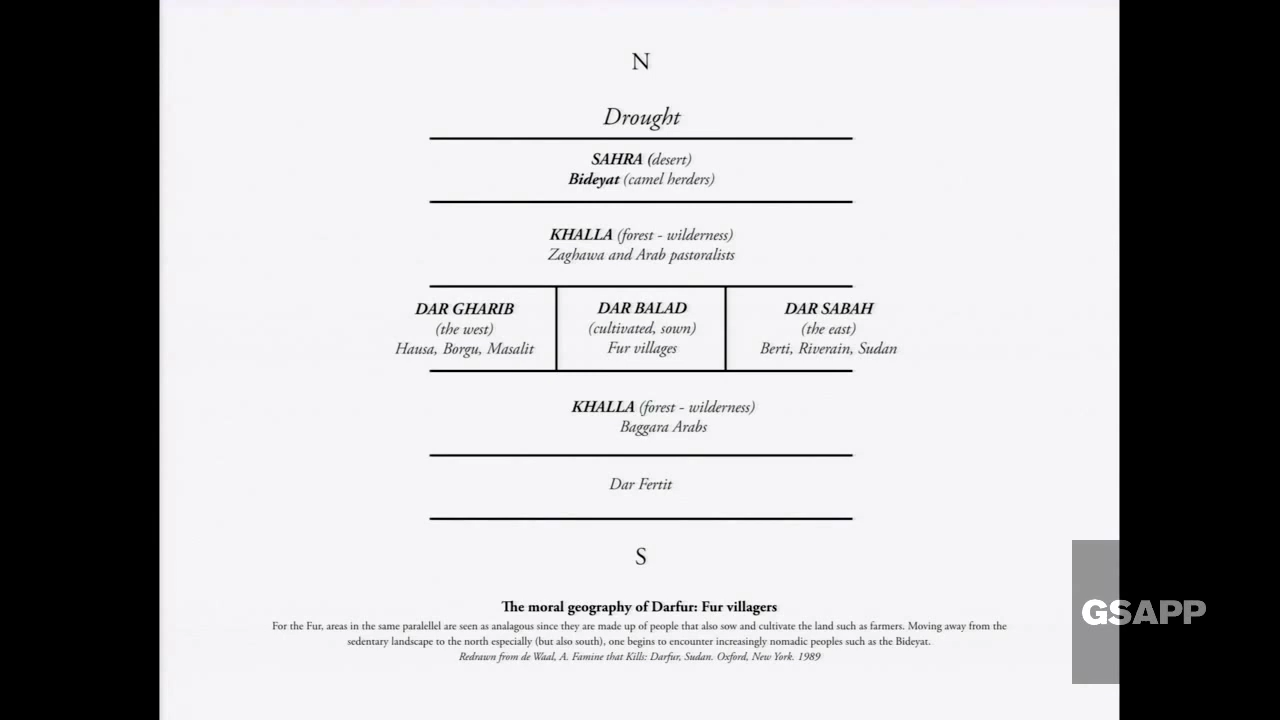 N
Drought
SAHRA (desert)
Bideyat (camel herders)
KHALLA (forest - wilderness)
Zaghawa and Arab pastoralists
DAR GHARIB
(the west)
Hausa, Borgu, Masalit
DAR BALAD
(cultivated, sown)
Fur villages
DAR SABAH
(the east)
Berti, Riverain, Sudan
KHALLA (forest - wilderness)
Baggara Arabs
Dar Fertit
S
The moral geography of Darfur: Fur villagers
For the Fur, areas in the same paralellel are seen as analagous since they are made up of people that also sow and cultivate the land such as farmers. Moving away from the
sedentary landscape to the north especially (but also south), one begins to encounter increasingly nomadic peoples such as the Bideyat.
Redrawn from de Waal, A. Famine that Kills: Darfur, Sudan. Oxford, New York. 1989
GSAPP